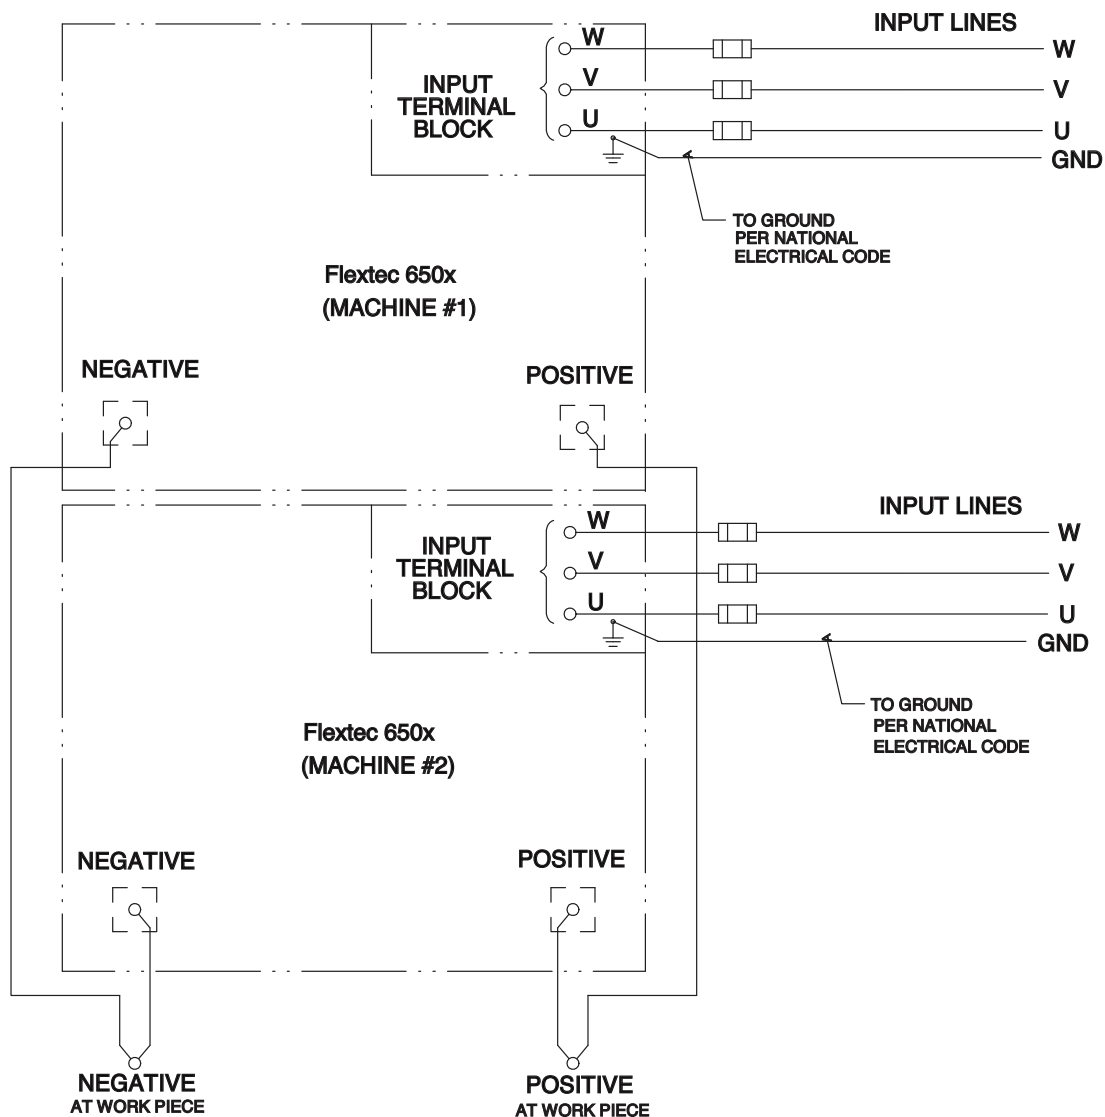 INPUT LINES
W
W
INPUT
TERMINAL
BLOCK
V
V
U
U
GND
TO GROUND
PER NATIONAL
ELECTRICAL CODE
Flextec 650x
(MACHINE #1)
NEGATIVE
POSITIVE
INPUT LINES
W
W
INPUT
TERMINAL
BLOCK
V
V
U
U
GND
TO GROUND
PER NATIONAL
ELECTRICAL CODE
Flextec 650x
(MACHINE #2)
NEGATIVE
POSITIVE
NEGATIVE
AT WORK PIECE
POSITIVE
AT WORK PIECE